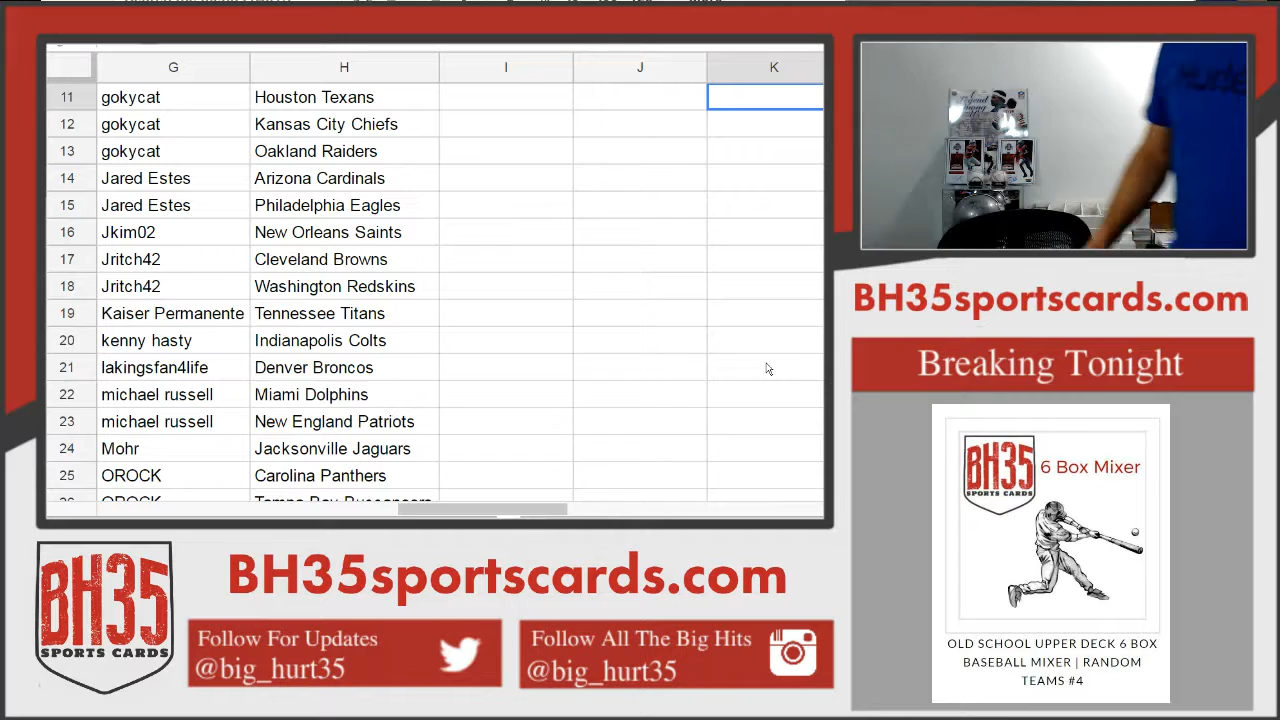 G H I J K
11 gokycat Houston Texans
12 gokycat Kansas City Chiefs
13 gokycat Oakland Raiders
14 Jared Estes Arizona Cardinals
15 Jared Estes Philadelphia Eagles
16 Jkim02 New Orleans Saints
17 Jritch42 Cleveland Browns
18 Jritch42 Washington Redskins
19 Kaiser Permanente Tennessee Titans
20 kenny hasty Indianapolis Colts
21 lakingsfan4life Denver Broncos
22 michael russell Miami Dolphins
23 michael russell New England Patriots
24 Mohr Jacksonville Jaguars
25 OROCK Carolina Panthers
26 OROCK Tampa Bay Buccaneers
BH35sportscards.com
Breaking Tonight
BH35
SPORTS CARDS
6 Box Mixer
OLD SCHOOL UPPER DECK 6 BOX
BASEBALL MIXER | RANDOM
TEAMS #4
BH35
SPORTS CARDS
BH35sportscards.com
Follow For Updates
@big_hurt35
Follow All The Big Hits
@big_hurt35